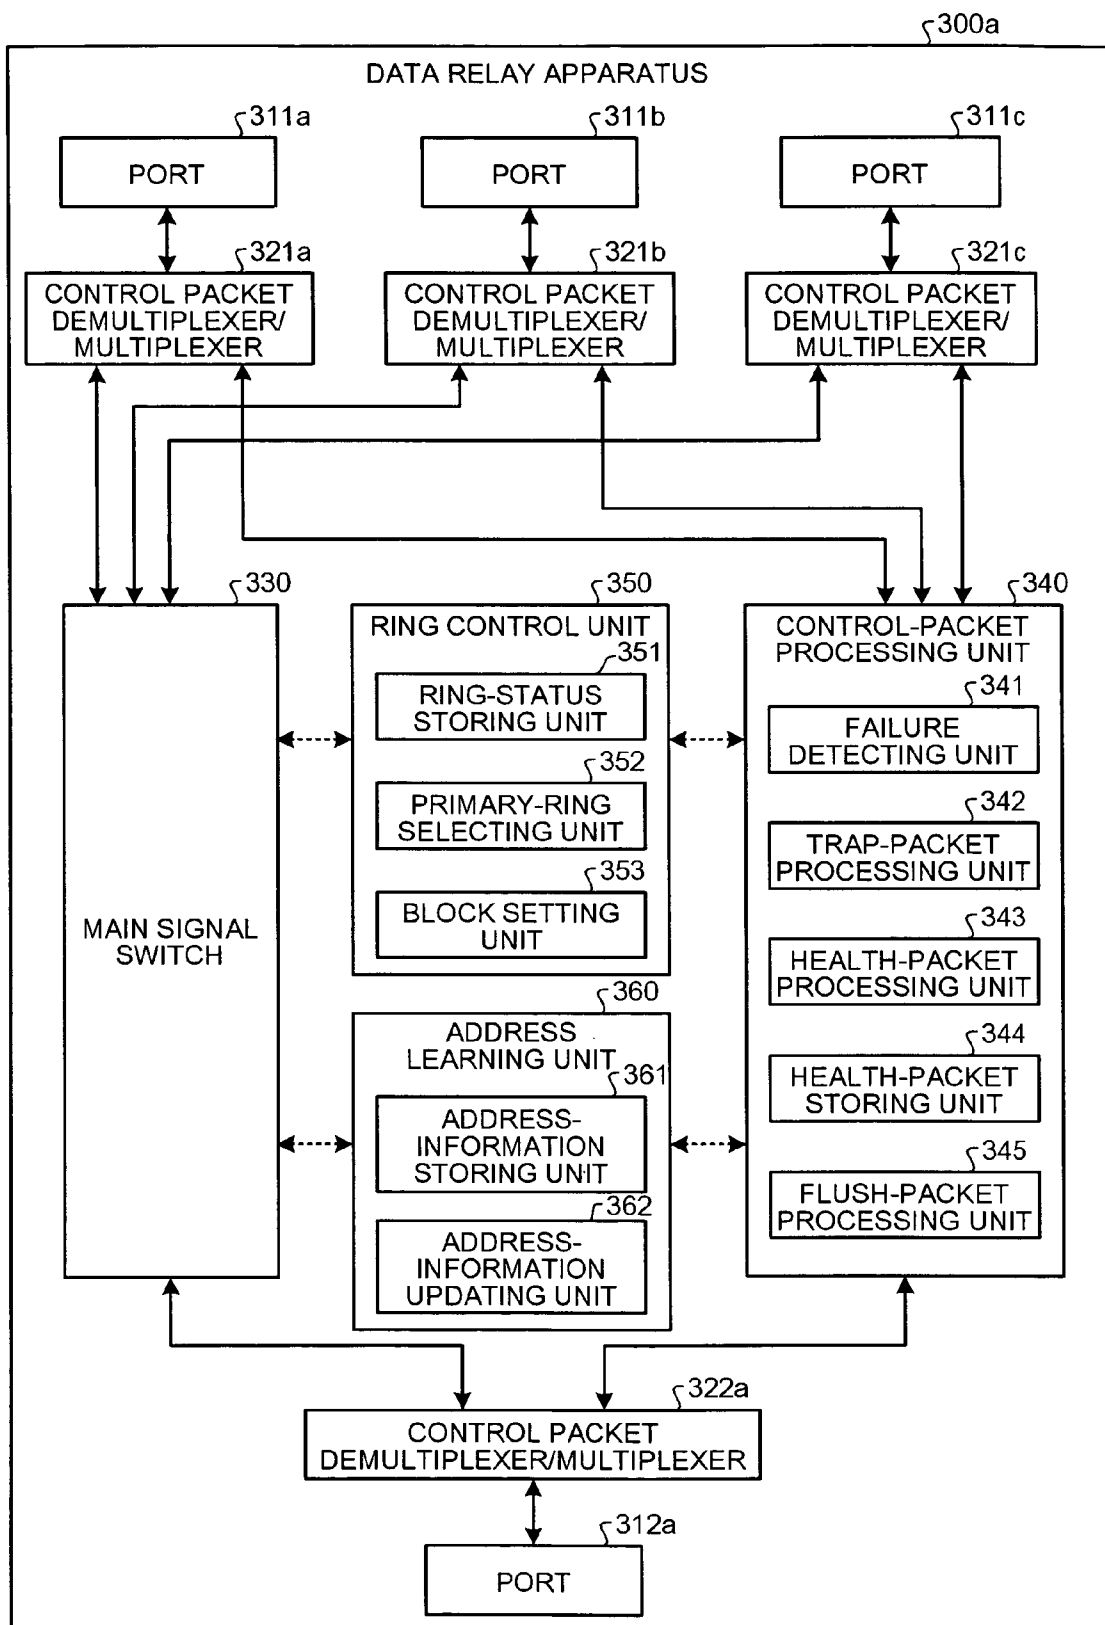 300a
DATA RELAY APPARATUS
311a
311b
311c
PORT
PORT
PORT
321a
321b
321c
CONTROL PACKET
DEMULTIPLEXER/
MULTIPLEXER
CONTROL PACKET
DEMULTIPLEXER/
MULTIPLEXER
CONTROL PACKET
DEMULTIPLEXER/
MULTIPLEXER
330
MAIN SIGNAL
SWITCH
350
RING CONTROL UNIT
351
RING-STATUS
STORING UNIT
352
PRIMARY-RING
SELECTING UNIT
353
BLOCK SETTING
UNIT
360
ADDRESS
LEARNING UNIT
361
ADDRESS-
INFORMATION
STORING UNIT
362
ADDRESS-
INFORMATION
UPDATING UNIT
340
CONTROL-PACKET
PROCESSING UNIT
341
FAILURE
DETECTING UNIT
342
TRAP-PACKET
PROCESSING UNIT
343
HEALTH-PACKET
PROCESSING UNIT
344
HEALTH-PACKET
STORING UNIT
345
FLUSH-PACKET
PROCESSING UNIT
322a
CONTROL PACKET
DEMULTIPLEXER/MULTIPLEXER
312a
PORT